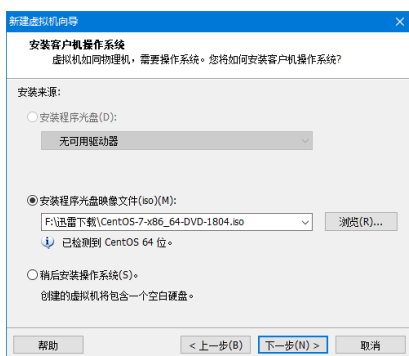 新建虚拟机向导
安装客户机操作系统
虚拟机如同物理机，需要操作系统。您将如何安装客户机操作系统?
安装来源:
安装程序光盘(D):
无可用驱动器
安装程序光盘映像文件(iso)(M):
F:\迅雷下载\CentOS-7-x86_64-DVD-1804.iso
浏览(R)...
已检测到 CentOS 64 位。
稍后安装操作系统(S)。
创建的虚拟机将包含一个空白硬盘。
帮助
< 上一步(B)
下一步(N) >
取消